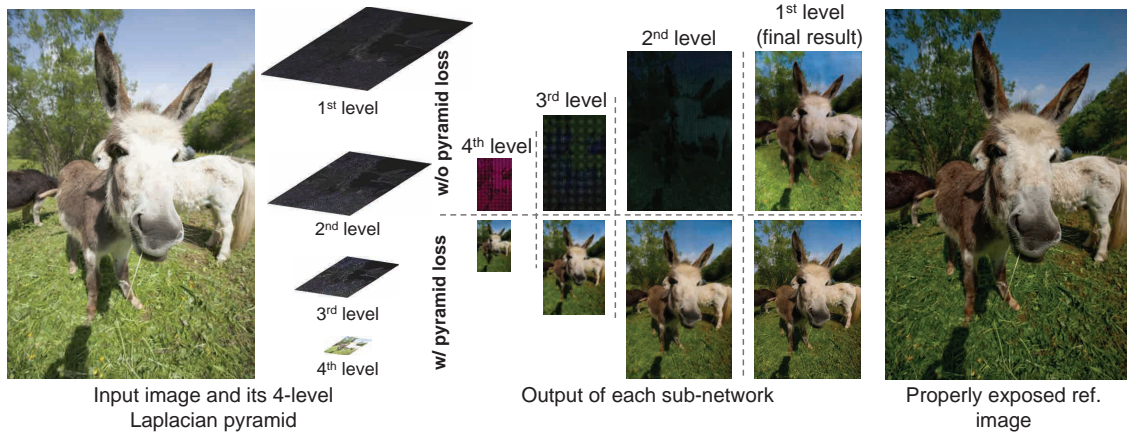 1st level
2nd level
3rd level
4th level
w/o pyramid loss
w/ pyramid loss
4th level
3rd level
2nd level
1st level
(final result)
Input image and its 4-level
Laplacian pyramid
Output of each sub-network
Properly exposed ref.
image